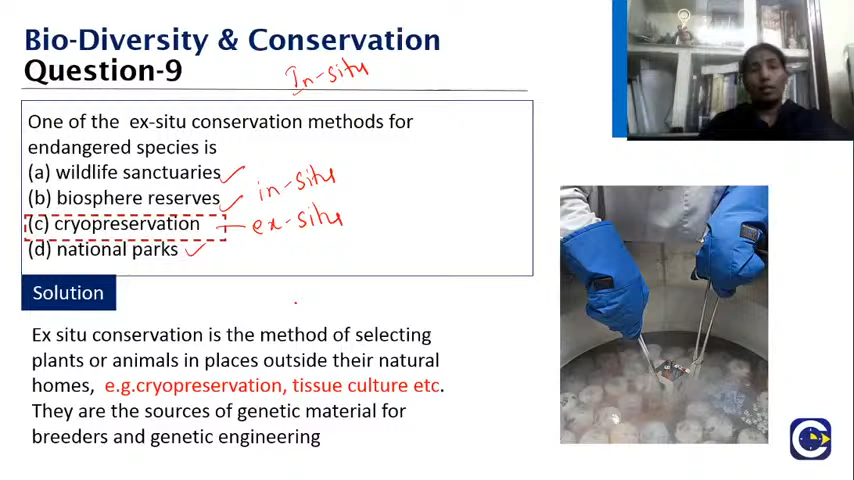 Bio-Diversity & Conservation
Question-9
In-situ
One of the ex-situ conservation methods for
endangered species is
(a) wildlife sanctuaries
(b) biosphere reserves in-situ
(c) cryopreservation ex-situ
(d) national parks
Solution
Ex situ conservation is the method of selecting
plants or animals in places outside their natural
homes, e.g.cryopreservation, tissue culture etc.
They are the sources of genetic material for
breeders and genetic engineering